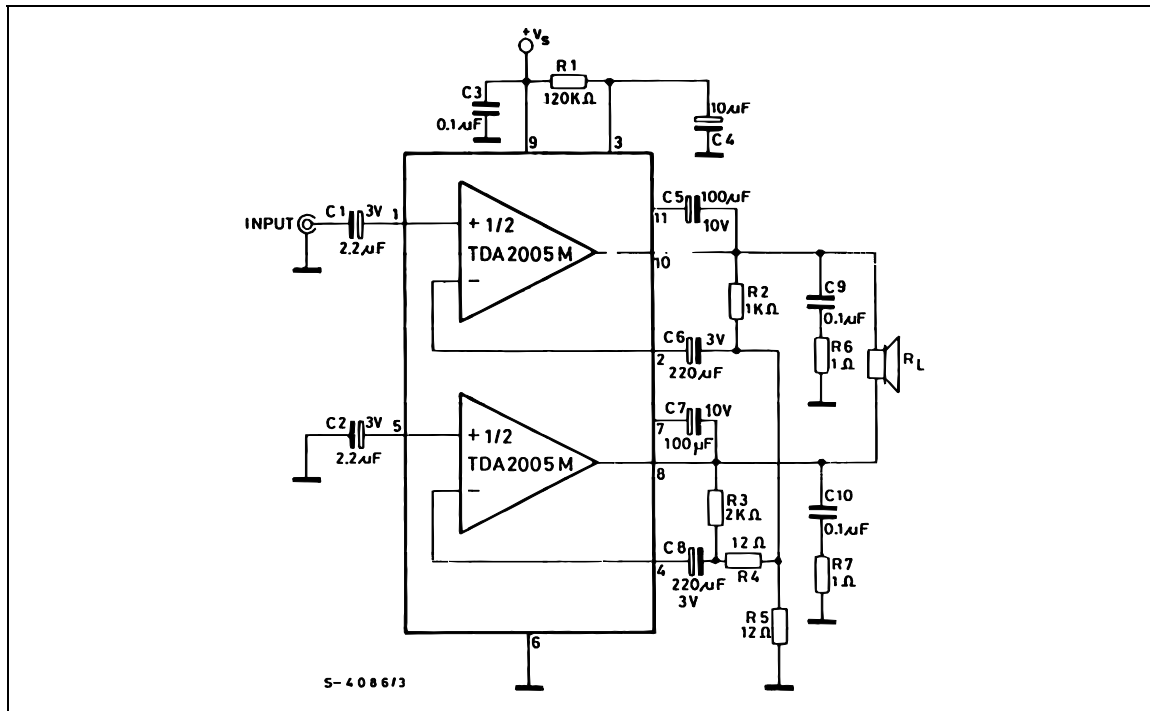 +Vs
R1
120KΩ
C3
0.1µF
10µF
C4
9
3
C5
100µF
10V
11
C1
3V
1
INPUT
2.2µF
+ 1/2
TDA2005M
−
10
R2
1KΩ
C9
0.1µF
C6
3V
2
220µF
R6
1Ω
RL
C7
10V
7
100µF
C2
3V
5
2.2µF
+ 1/2
TDA2005M
−
8
R3
2KΩ
C10
0.1µF
C8
12Ω
4
R4
220µF
3V
R7
1Ω
R5
12Ω
6
S-4086/3